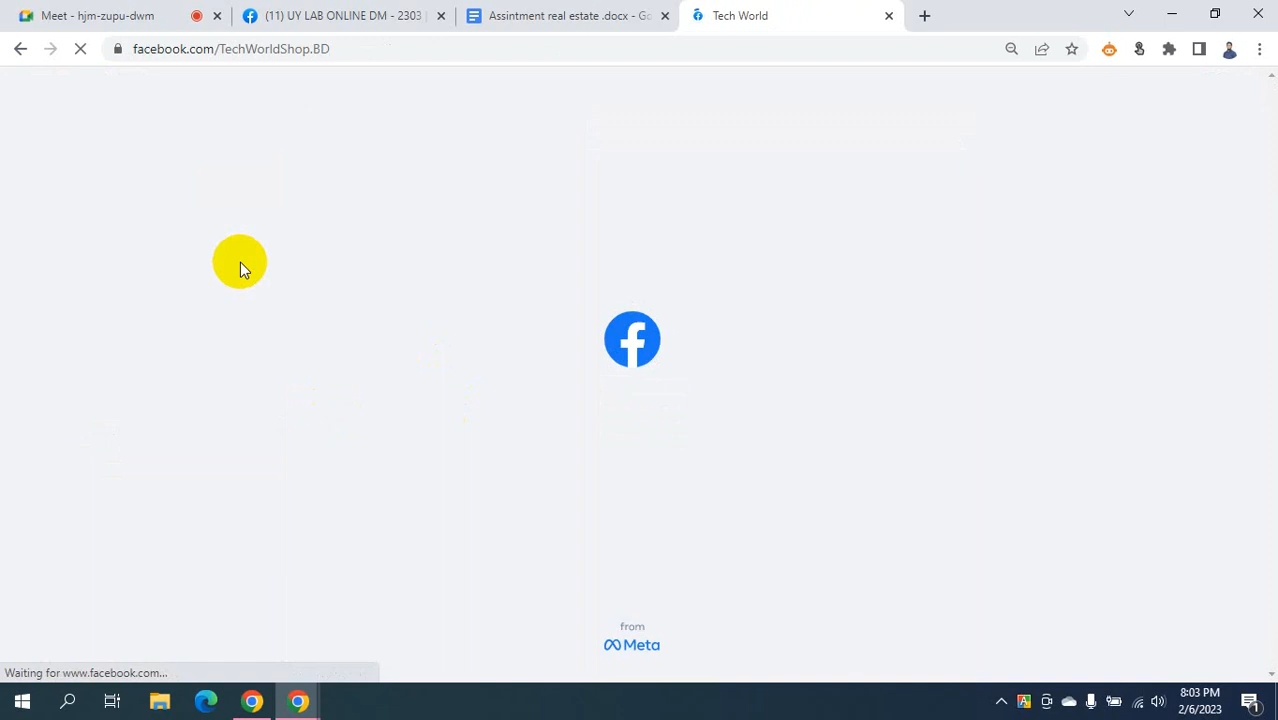 Meet - hjm-zupu-dwm
(11) UY LAB ONLINE DM - 2303 |
Assintment real estate .docx - Go
Tech World
facebook.com/TechWorldShop.BD
from
Meta
Waiting for www.facebook.com...
8:03 PM
2/6/2023
1